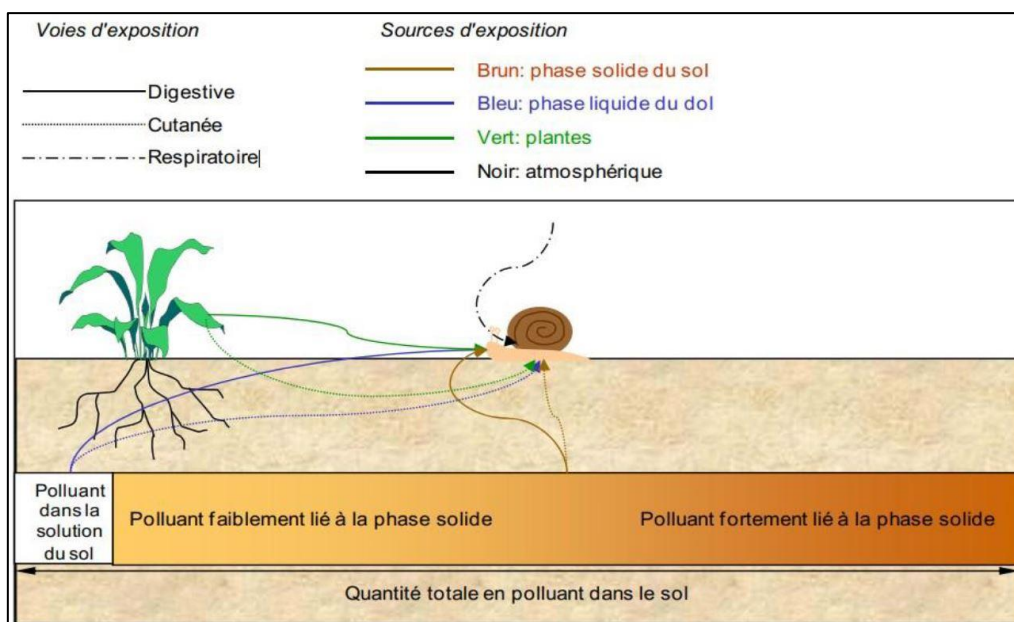 Voies d'exposition
Sources d'exposition
Digestive
Cutanée
Respiratoire
Brun: phase solide du sol
Bleu: phase liquide du dol
Vert: plantes
Noir: atmosphérique
Polluant
dans la
solution
du sol
Polluant faiblement lié à la phase solide
Polluant fortement lié à la phase solide
Quantité totale en polluant dans le sol